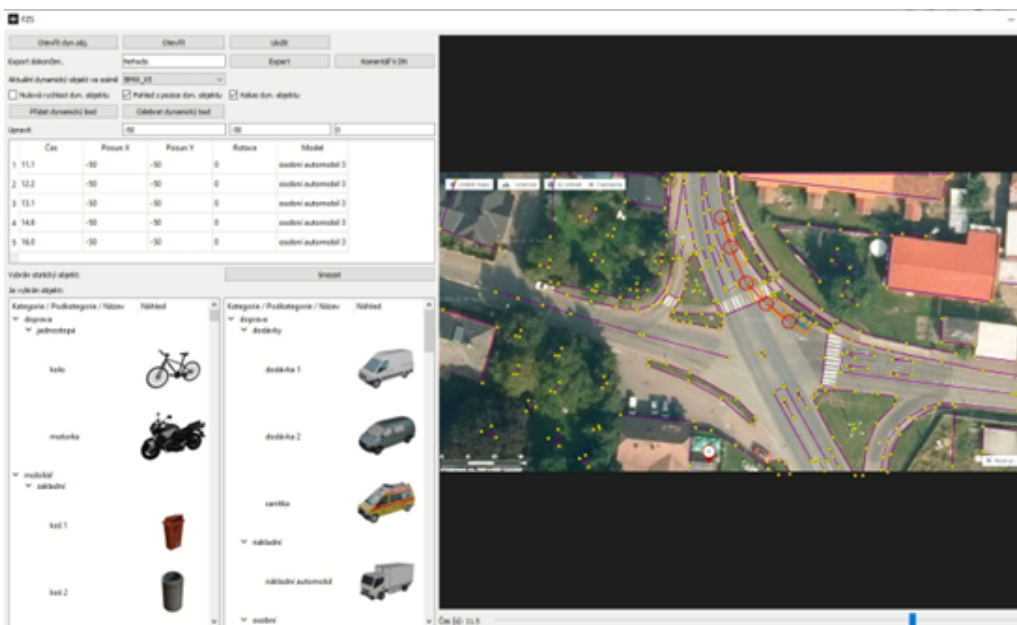 FZS
Otevřít dyn.obj. Otevřít Uložit
Export dokončen. Nehoda Export Komentář k DN
Aktuální dynamický objekt ve scéně BMW_X5
Nulová rychlost dyn. objektu Pohled z pozice dyn. objektu Kolize dyn. objektu
Přidat dynamický bod Odebrat dynamický bod
Upravit -50 -50 0
Čas Posun X Posun Y Rotace Model
1 11.1 -50 -50 0 osobní automobil 3
2 12.2 -50 -50 0 osobní automobil 3
3 13.1 -50 -50 0 osobní automobil 3
4 14.6 -50 -50 0 osobní automobil 3
5 16.0 -50 -50 0 osobní automobil 3
Vybrán statický objekt: Smazat
Je vybrán objekt:
Kategorie / Podkategorie / Název Náhled Kategorie / Podkategorie / Název Náhled
doprava doprava
jednostopá dodávky
kolo dodávka 1
motorka dodávka 2
mobiliář
základní
sanitka
koš 1
nákladní
koš 2 nákladní automobil
osobní
Čas [s]: 11.9